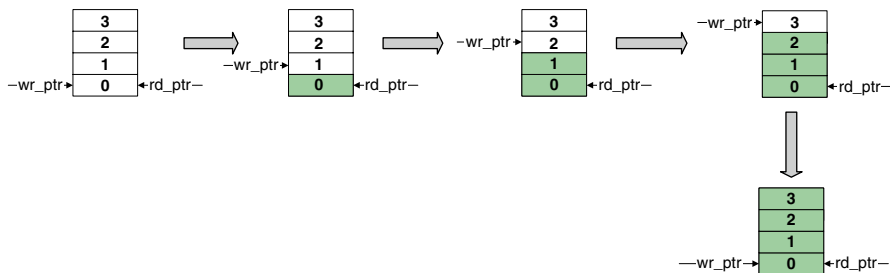 3 3 3 wr_ptr 3
2 2 wr_ptr 2 2
1 wr_ptr 1 1 1
wr_ptr 0 rd_ptr 0 rd_ptr 0 rd_ptr 0 rd_ptr
3
2
1
wr_ptr 0 rd_ptr